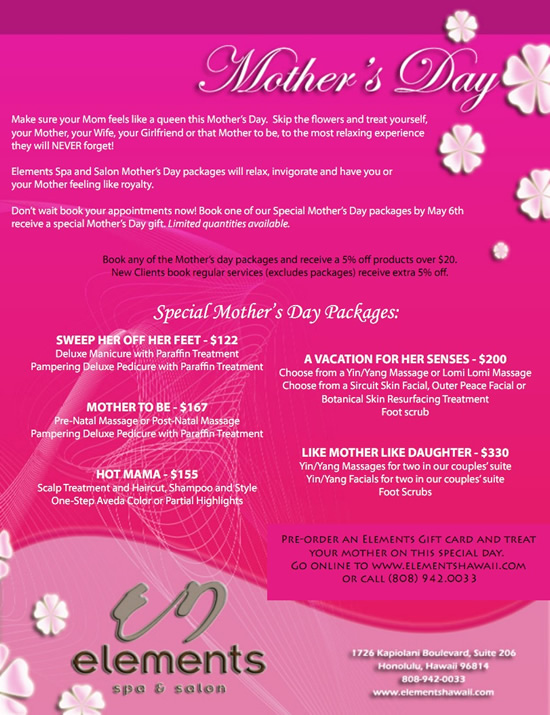 Mother's Day
Make sure your Mom feels like a queen this Mother's Day.  Skip the flowers and treat yourself,
your Mother, your Wife, your Girlfriend or that Mother to be, to the most relaxing experience
they will NEVER forget!
Elements Spa and Salon Mother's Day packages will relax, invigorate and have you or
your Mother feeling like royalty.
Don't wait book your appointments now! Book one of our Special Mother's Day packages by May 6th
receive a special Mother's Day gift. Limited quantities available.
Book any of the Mother's day packages and receive a 5% off products over $20.
New Clients book regular services (excludes packages) receive extra 5% off.
Special Mother's Day Packages:
SWEEP HER OFF HER FEET - $122
Deluxe Manicure with Paraffin Treatment
Pampering Deluxe Pedicure with Paraffin Treatment
MOTHER TO BE - $167
Pre-Natal Massage or Post-Natal Massage
Pampering Deluxe Pedicure with Paraffin Treatment
HOT MAMA - $155
Scalp Treatment and Haircut, Shampoo and Style
One-Step Aveda Color or Partial Highlights
A VACATION FOR HER SENSES - $200
Choose from a Yin/Yang Massage or Lomi Lomi Massage
Choose from a Sircuit Skin Facial, Outer Peace Facial or
Botanical Skin Resurfacing Treatment
Foot scrub
LIKE MOTHER LIKE DAUGHTER - $330
Yin/Yang Massages for two in our couples' suite
Yin/Yang Facials for two in our couples' suite
Foot Scrubs
Pre-order an Elements Gift card and treat
your mother on this special day.
Go online to www.elementshawaii.com
or call (808) 942.0033
elements
spa & salon
1726 Kapiolani Boulevard, Suite 206
Honolulu, Hawaii 96814
808-942-0033
www.elementshawaii.com